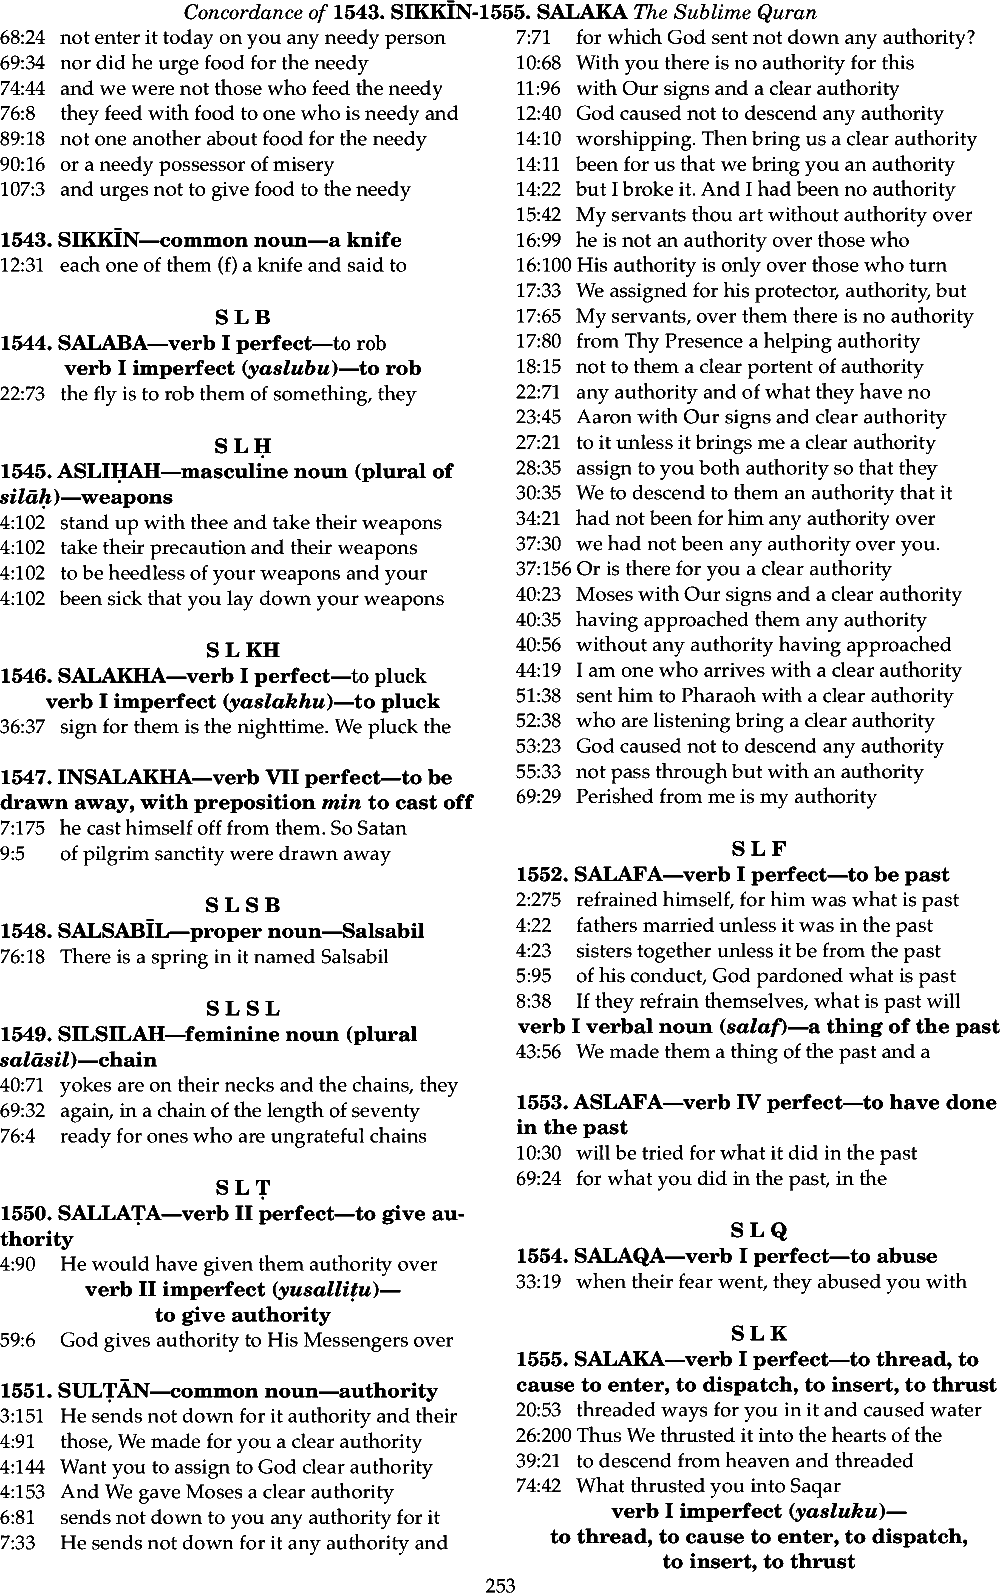 Concordance of 1543. SIKKĪN-1555. SALAKA The Sublime Quran
68:24 not enter it today on you any needy person
69:34 nor did he urge food for the needy
74:44 and we were not those who feed the needy
76:8 they feed with food to one who is needy and
89:18 not one another about food for the needy
90:16 or a needy possessor of misery
107:3 and urges not to give food to the needy
1543. SIKKĪN—common noun—a knife
12:31 each one of them (f) a knife and said to
S L B
1544. SALABA—verb I perfect—to rob
verb I imperfect (yaslubu)—to rob
22:73 the fly is to rob them of something, they
S L Ḥ
1545. ASLIḤAH—masculine noun (plural of
silāḥ)—weapons
4:102 stand up with thee and take their weapons
4:102 take their precaution and their weapons
4:102 to be heedless of your weapons and your
4:102 been sick that you lay down your weapons
S L KH
1546. SALAKHA—verb I perfect—to pluck
verb I imperfect (yaslakhu)—to pluck
36:37 sign for them is the nighttime. We pluck the
1547. INSALAKHA—verb VII perfect—to be
drawn away, with preposition min to cast off
7:175 he cast himself off from them. So Satan
9:5 of pilgrim sanctity were drawn away
S L S B
1548. SALSABĪL—proper noun—Salsabil
76:18 There is a spring in it named Salsabil
S L S L
1549. SILSILAH—feminine noun (plural
salāsil)—chain
40:71 yokes are on their necks and the chains, they
69:32 again, in a chain of the length of seventy
76:4 ready for ones who are ungrateful chains
S L Ṭ
1550. SALLAṬA—verb II perfect—to give au-
thority
4:90 He would have given them authority over
verb II imperfect (yusalliṭu)—
to give authority
59:6 God gives authority to His Messengers over
1551. SULṬĀN—common noun—authority
3:151 He sends not down for it authority and their
4:91 those, We made for you a clear authority
4:144 Want you to assign to God clear authority
4:153 And We gave Moses a clear authority
6:81 sends not down to you any authority for it
7:33 He sends not down for it any authority and
7:71 for which God sent not down any authority?
10:68 With you there is no authority for this
11:96 with Our signs and a clear authority
12:40 God caused not to descend any authority
14:10 worshipping. Then bring us a clear authority
14:11 been for us that we bring you an authority
14:22 but I broke it. And I had been no authority
15:42 My servants thou art without authority over
16:99 he is not an authority over those who
16:100 His authority is only over those who turn
17:33 We assigned for his protector, authority, but
17:65 My servants, over them there is no authority
17:80 from Thy Presence a helping authority
18:15 not to them a clear portent of authority
22:71 any authority and of what they have no
23:45 Aaron with Our signs and clear authority
27:21 to it unless it brings me a clear authority
28:35 assign to you both authority so that they
30:35 We to descend to them an authority that it
34:21 had not been for him any authority over
37:30 we had not been any authority over you.
37:156 Or is there for you a clear authority
40:23 Moses with Our signs and a clear authority
40:35 having approached them any authority
40:56 without any authority having approached
44:19 I am one who arrives with a clear authority
51:38 sent him to Pharaoh with a clear authority
52:38 who are listening bring a clear authority
53:23 God caused not to descend any authority
55:33 not pass through but with an authority
69:29 Perished from me is my authority
S L F
1552. SALAFA—verb I perfect—to be past
2:275 refrained himself, for him was what is past
4:22 fathers married unless it was in the past
4:23 sisters together unless it be from the past
5:95 of his conduct, God pardoned what is past
8:38 If they refrain themselves, what is past will
verb I verbal noun (salaf)—a thing of the past
43:56 We made them a thing of the past and a
1553. ASLAFA—verb IV perfect—to have done
in the past
10:30 will be tried for what it did in the past
69:24 for what you did in the past, in the
S L Q
1554. SALAQA—verb I perfect—to abuse
33:19 when their fear went, they abused you with
S L K
1555. SALAKA—verb I perfect—to thread, to
cause to enter, to dispatch, to insert, to thrust
20:53 threaded ways for you in it and caused water
26:200 Thus We thrusted it into the hearts of the
39:21 to descend from heaven and threaded
74:42 What thrusted you into Saqar
verb I imperfect (yasluku)—
to thread, to cause to enter, to dispatch,
to insert, to thrust
253